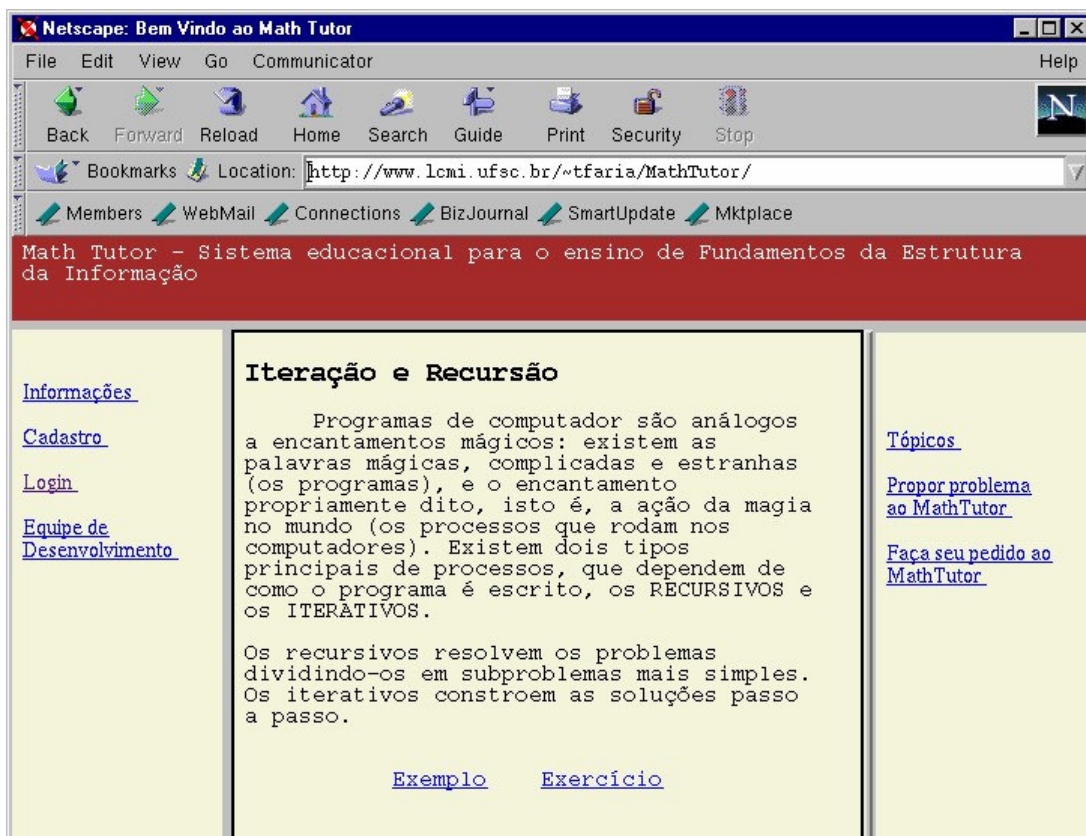 Netscape: Bem Vindo ao Math Tutor
File Edit View Go Communicator Help
Back Forward Reload Home Search Guide Print Security Stop
N
Bookmarks Location: http://www.lcmi.ufsc.br/~tfaria/MathTutor/
Members WebMail Connections BizJournal SmartUpdate Mktplace
Math Tutor - Sistema educacional para o ensino de Fundamentos da Estrutura
da Informação
Informações
Cadastro
Login
Equipe de
Desenvolvimento
Iteração e Recursão
Programas de computador são análogos
a encantamentos mágicos: existem as
palavras mágicas, complicadas e estranhas
(os programas), e o encantamento
propriamente dito, isto é, a ação da magia
no mundo (os processos que rodam nos
computadores). Existem dois tipos
principais de processos, que dependem de
como o programa é escrito, os RECURSIVOS e
os ITERATIVOS.
Os recursivos resolvem os problemas
dividindo-os em subproblemas mais simples.
Os iterativos constroem as soluções passo
a passo.
Exemplo Exercício
Tópicos
Propor problema
ao MathTutor
Faça seu pedido ao
MathTutor